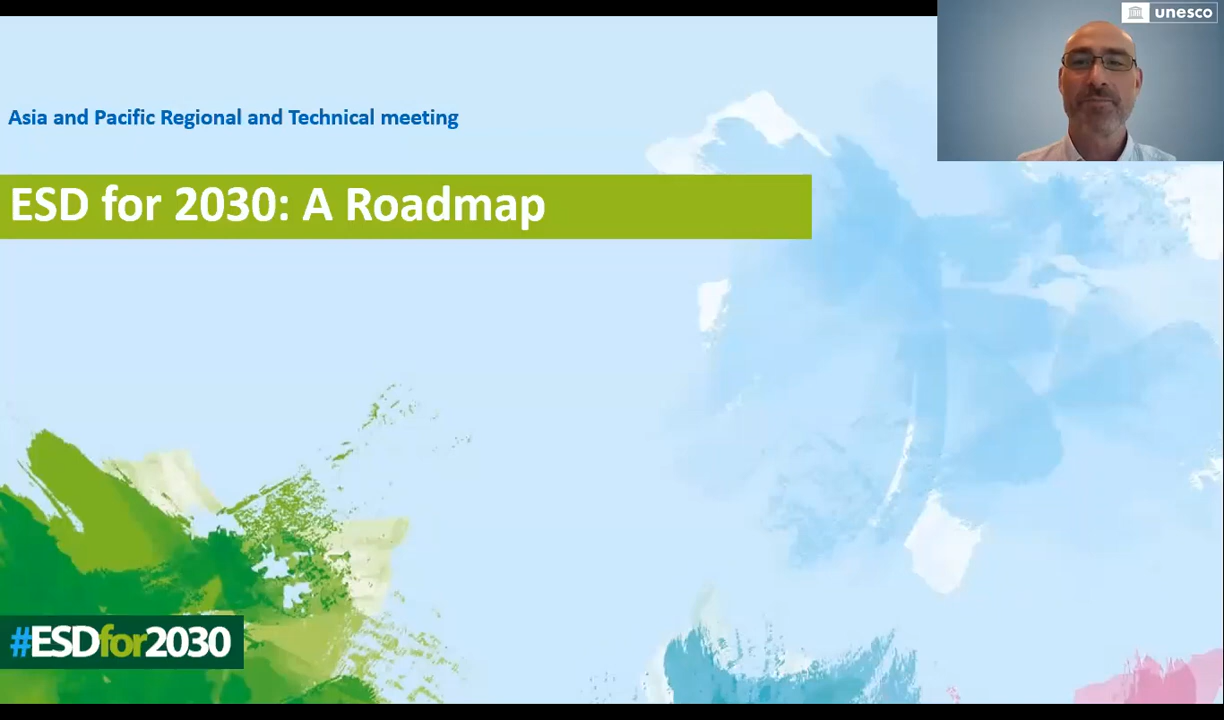 unesco
Asia and Pacific Regional and Technical meeting
ESD for 2030: A Roadmap
#ESDfor2030